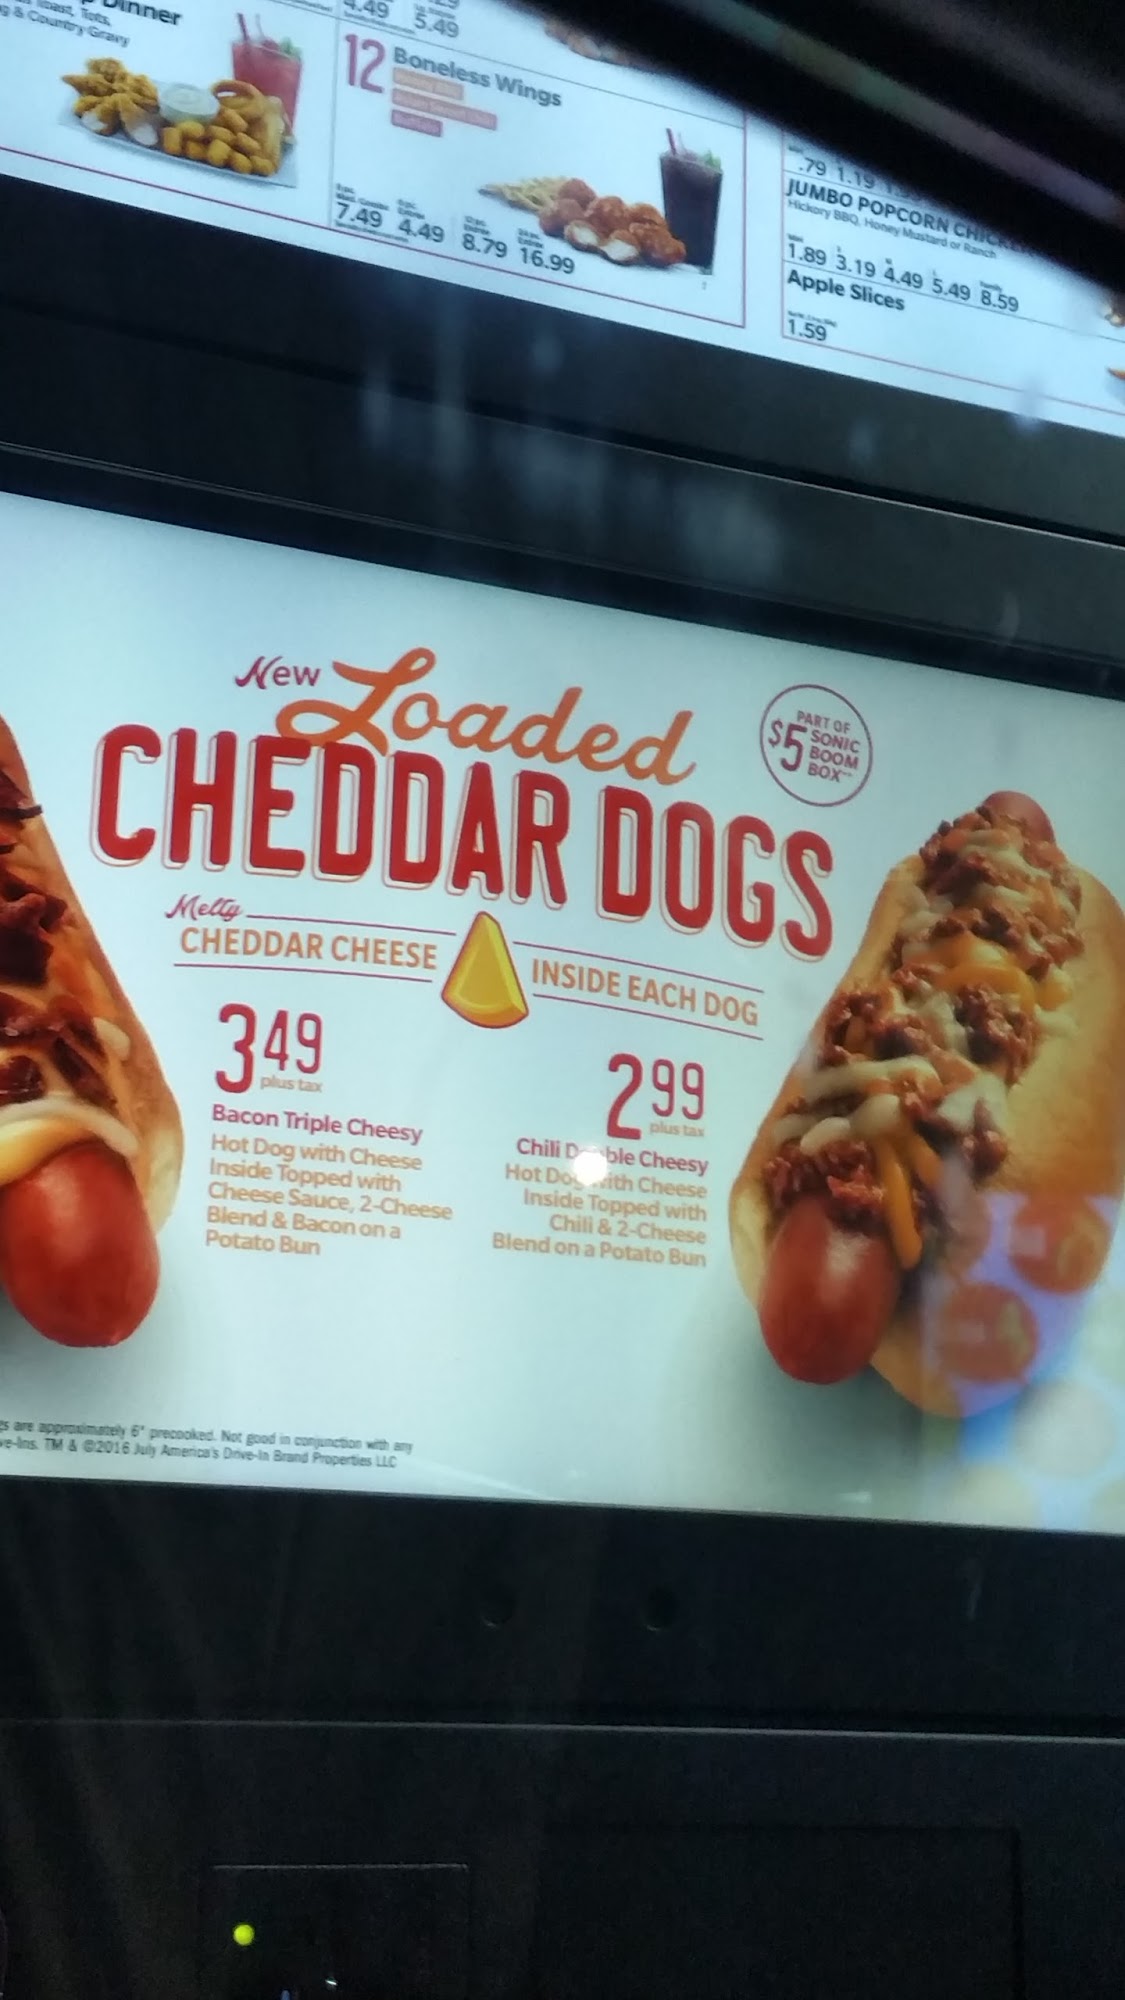 Dinner
Toast, Tots,
& Country Gravy
4.49
5.49
12 Boneless Wings
7.49 4.49 8.79 16.99
.79 1.19
JUMBO POPCORN
Hickory BBQ, Honey Mustard or Ranch
1.89 3.19 4.49 5.49 8.59
Apple Slices
1.59
New Loaded
CHEDDAR DOGS
PART OF
$5 SONIC
BOOM
BOX
Melty
CHEDDAR CHEESE
INSIDE EACH DOG
3 49
plus tax
Bacon Triple Cheesy
Hot Dog with Cheese
Inside Topped with
Cheese Sauce, 2-Cheese
Blend & Bacon on a
Potato Bun
2 99
plus tax
Chili Double Cheesy
Hot Dog with Cheese
Inside Topped with
Chili & 2-Cheese
Blend on a Potato Bun
are approximately 6" precooked. Not good in conjunction with any
TM & ©2016 July America's Drive-In Brand Properties LLC